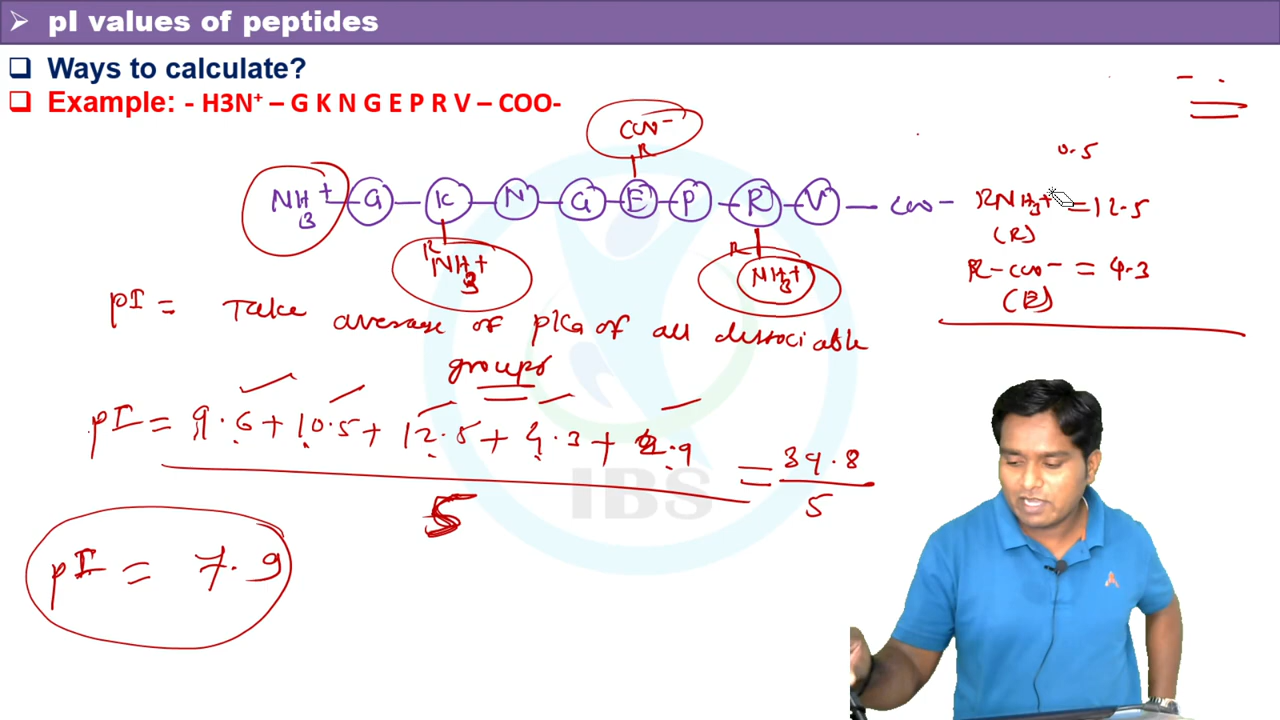 pI values of peptides
Ways to calculate?
Example: - H3N+ – G K N G E P R V – COO-
COO-
R
0.5
NH3+ G K N G E P R V COO-
RNH3+ = 12.5
(R)
R NH3+
R NH3+
R-COO- = 4.3
(E)
pI = Take average of pKa of all dissociable
groups
pI = 9.6 + 10.5 + 12.5 + 4.3 + 2.9
5
= 39.8
5
IBS
pI = 7.9